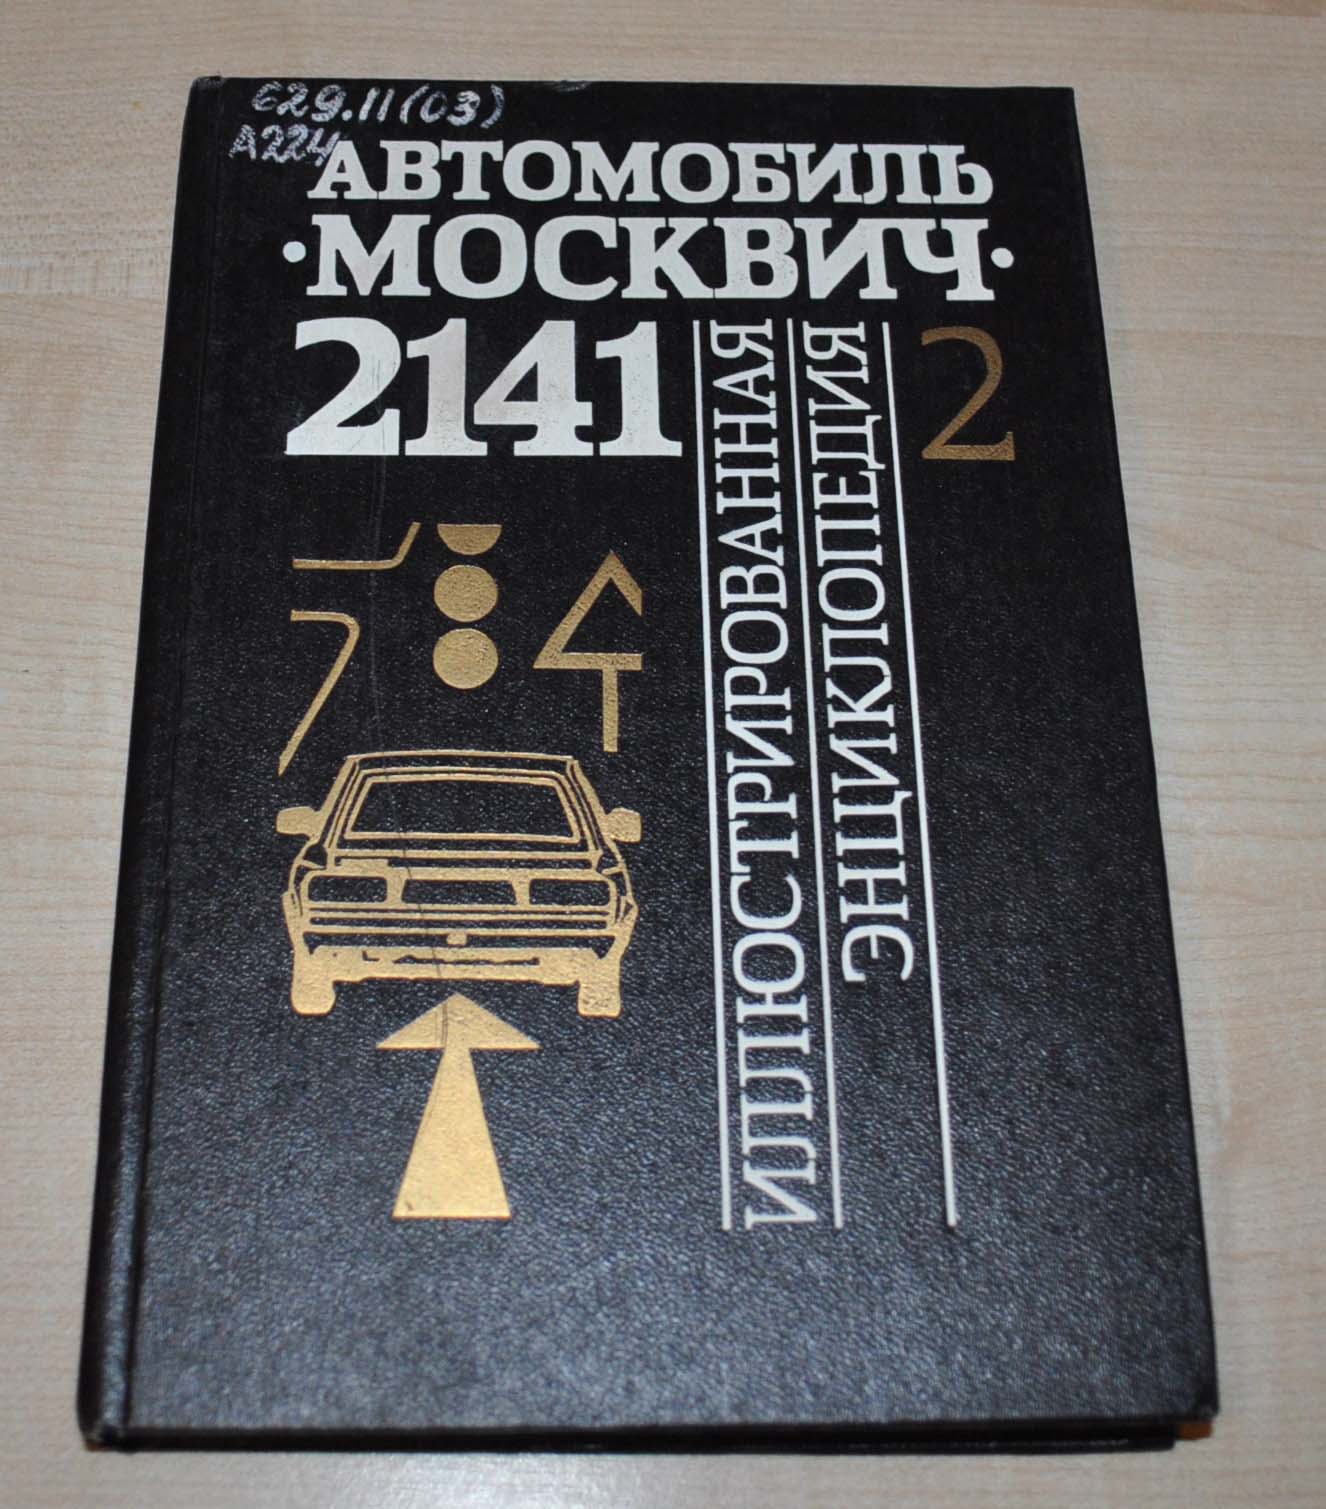 629.11(03)
А224
АВТОМОБИЛЬ
·МОСКВИЧ·
2141
ИЛЛЮСТРИРОВАННАЯ
ЭНЦИКЛОПЕДИЯ
2